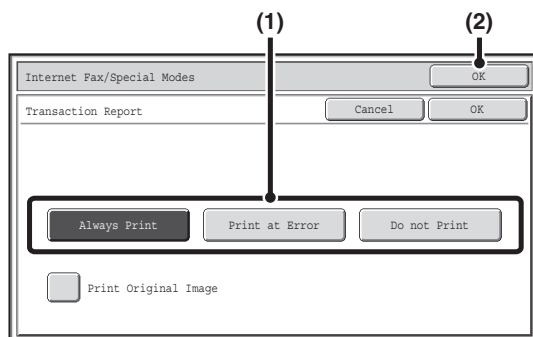 (1) (2)
Internet Fax/Special Modes OK
Transaction Report Cancel OK
Always Print Print at Error Do not Print
Print Original Image